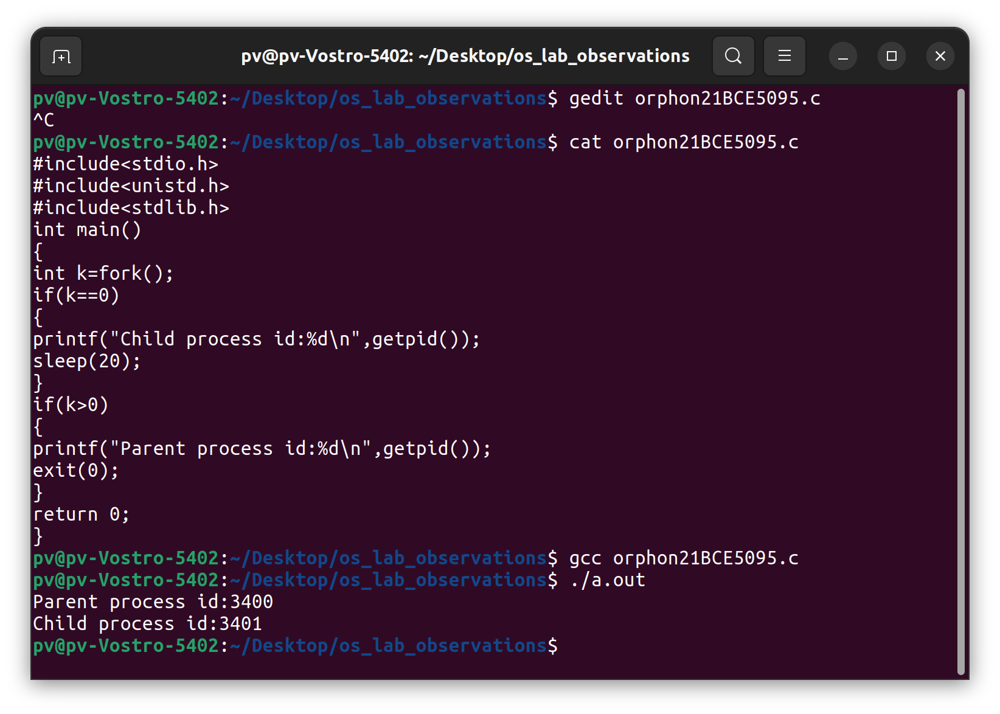 pv@pv-Vostro-5402: ~/Desktop/os_lab_observations
pv@pv-Vostro-5402:~/Desktop/os_lab_observations$ gedit orphon21BCE5095.c
^C
pv@pv-Vostro-5402:~/Desktop/os_lab_observations$ cat orphon21BCE5095.c
#include<stdio.h>
#include<unistd.h>
#include<stdlib.h>
int main()
{
int k=fork();
if(k==0)
{
printf("Child process id:%d\n",getpid());
sleep(20);
}
if(k>0)
{
printf("Parent process id:%d\n",getpid());
exit(0);
}
return 0;
}
pv@pv-Vostro-5402:~/Desktop/os_lab_observations$ gcc orphon21BCE5095.c
pv@pv-Vostro-5402:~/Desktop/os_lab_observations$ ./a.out
Parent process id:3400
Child process id:3401
pv@pv-Vostro-5402:~/Desktop/os_lab_observations$